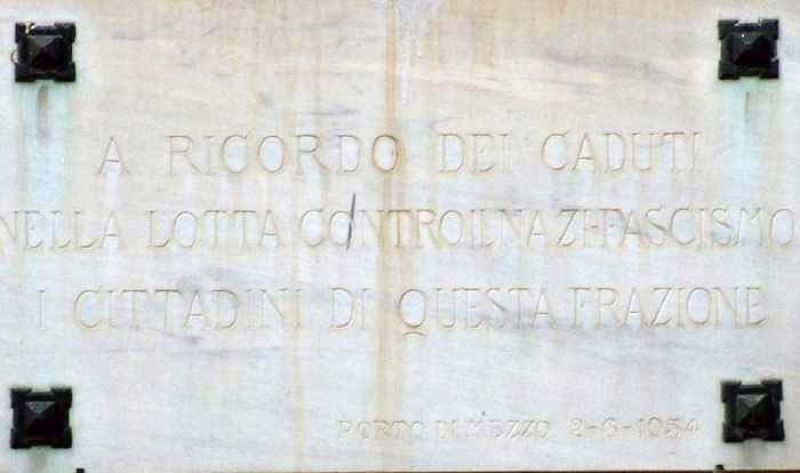 A RICORDO DEI CADUTI
NELLA LOTTA CONTRO IL NAZI-FASCISMO
I CITTADINI DI QUESTA FRAZIONE
PORTO DI MEZZO 2-6-1954